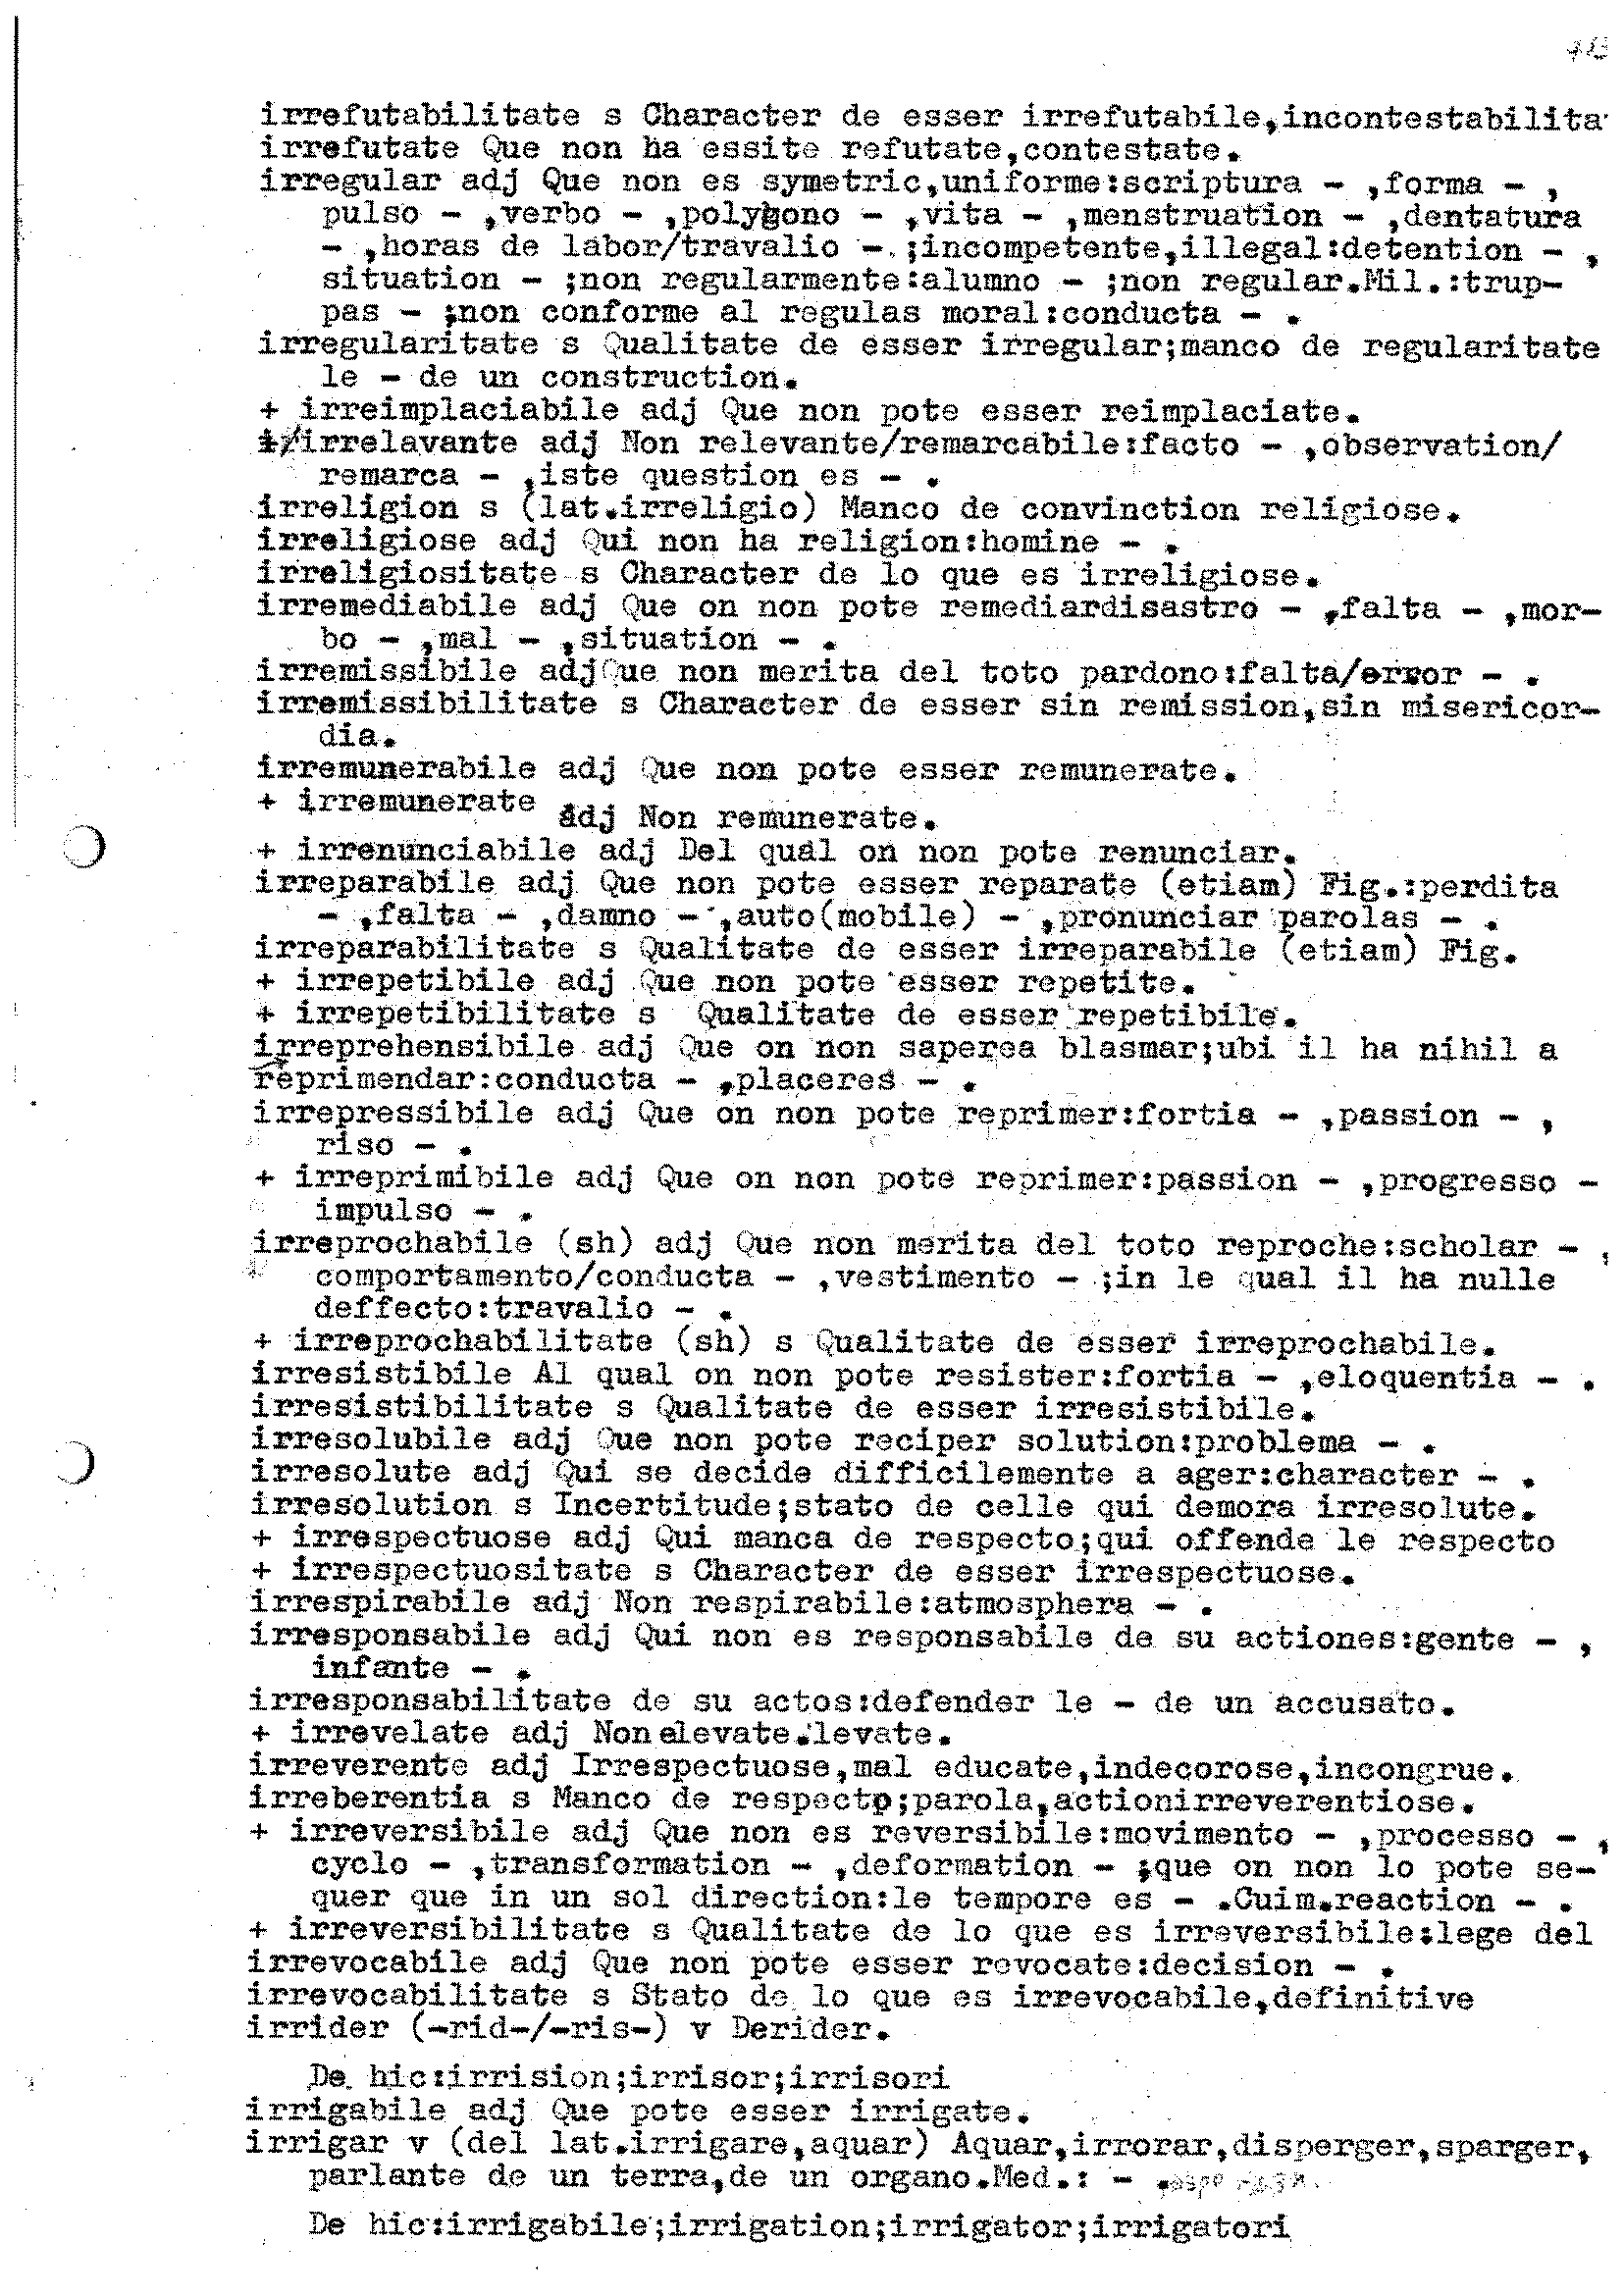 irrefutabilitate s Character de esser irrefutabile,incontestabilita
irrefutate Que non ha essite refutate,contestate.
irregular adj Que non es symetric,uniforme:scriptura - ,forma - ,
pulso - ,verbo - ,polygono - ,vita - ,menstruation - ,dentatura
- ,horas de labor/travalio - ;incompetente,illegal:detention - ,
situation - ;non regularmente:alumno - ;non regular.Mil.:trup-
pas - ;non conforme al regulas moral:conducta - .
irregularitate s Qualitate de esser irregular;manco de regularitate
le - de un construction.
+ irreimplaciabile adj Que non pote esser reimplaciate.
+/irrelavante adj Non relevante/remarcabile:facto - ,observation/
remarca - ,iste question es - .
irreligion s (lat.irreligio) Manco de convinction religiose.
irreligiose adj Qui non ha religion:homine - .
irreligiositate s Character de lo que es irreligiose.
irremediabile adj Que on non pote remediardisastro - ,falta - ,mor-
bo - ,mal - ,situation - .
irremissibile adjQue non merita del toto pardono:falta/error - .
irremissibilitate s Character de esser sin remission,sin misericor-
dia.
irremunerabile adj Que non pote esser remunerate.
+ irremunerate adj Non remunerate.
+ irrenunciabile adj Del qual on non pote renunciar.
irreparabile adj Que non pote esser reparate (etiam) Fig.:perdita
- ,falta - ,damno - ,auto(mobile) - ,pronunciar parolas - .
irreparabilitate s Qualitate de esser irreparabile (etiam) Fig.
+ irrepetibile adj Que non pote esser repetite.
+ irrepetibilitate s Qualitate de esser repetibile.
irreprehensibile adj Que on non saperea blasmar;ubi il ha nihil a
reprimendar:conducta - ,placeres - .
irrepressibile adj Que on non pote reprimer:fortia - ,passion - ,
riso - .
+ irreprimibile adj Que on non pote reprimer:passion - ,progresso -
impulso - .
irreprochabile (sh) adj Que non merita del toto reproche:scholar - ,
comportamento/conducta - ,vestimento - ;in le qual il ha nulle
deffecto:travalio - .
+ irreprochabilitate (sh) s Qualitate de esser irreprochabile.
irresistibile Al qual on non pote resister:fortia - ,eloquentia - .
irresistibilitate s Qualitate de esser irresistibile.
irresolubile adj Que non pote reciper solution:problema - .
irresolute adj Qui se decide difficilemente a ager:character - .
irresolution s Incertitude;stato de celle qui demora irresolute.
+ irrespectuose adj Qui manca de respecto;qui offende le respecto
+ irrespectuositate s Character de esser irrespectuose.
irrespirabile adj Non respirabile:atmosphera - .
irresponsabile adj Qui non es responsabile de su actiones:gente - ,
infante - .
irresponsabilitate de su actos:defender le - de un accusato.
+ irrevelate adj Non elevate.levate.
irreverente adj Irrespectuose,mal educate,indecorose,incongrue.
irreberentia s Manco de respecto;parola,actionirreverentiose.
+ irreversibile adj Que non es reversibile:movimento - ,processo - ,
cyclo - ,transformation - ,deformation - ;que on non lo pote se-
quer que in un sol direction:le tempore es - .Cuim.reaction - .
+ irreversibilitate s Qualitate de lo que es irreversibile:lege del
irrevocabile adj Que non pote esser revocate:decision - .
irrevocabilitate s Stato de lo que es irrevocabile,definitive
irrider (-rid-/-ris-) v Derider.
De hic:irrision;irrisor;irrisori
irrigabile adj Que pote esser irrigate.
irrigar v (del lat.irrigare,aquar) Aquar,irrorar,disperger,sparger,
parlante de un terra,de un organo.Med.: - .
De hic:irrigabile;irrigation;irrigator;irrigatori